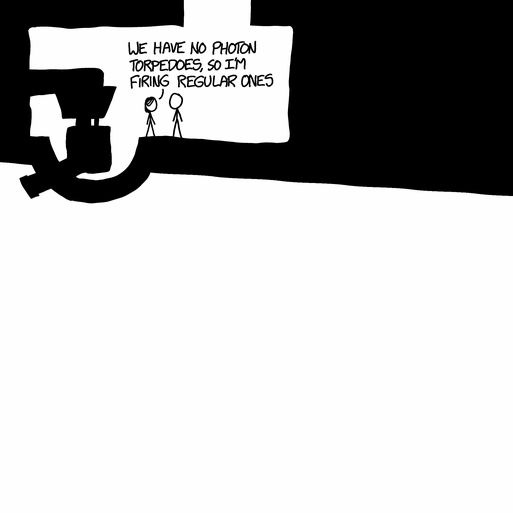 WE HAVE NO PHOTON
TORPEDOES, SO I'M
FIRING REGULAR ONES